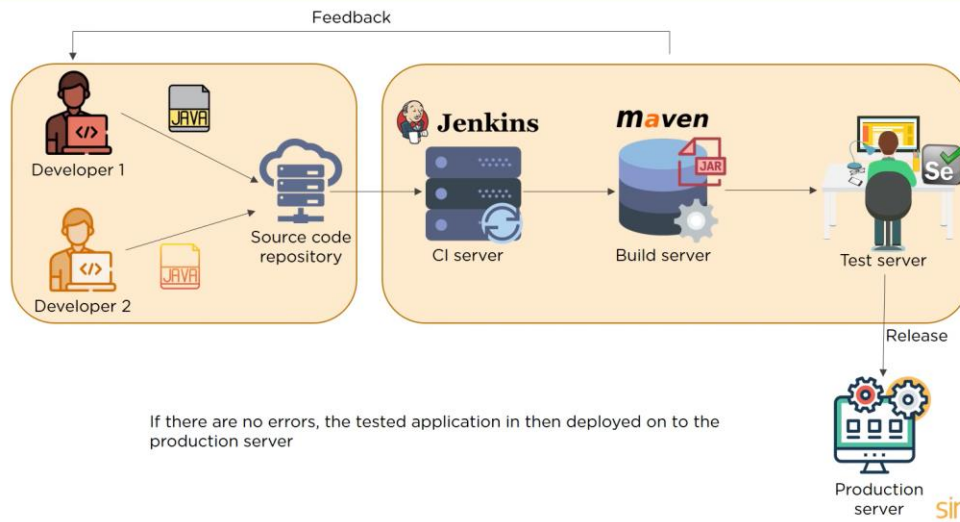 Feedback
JAVA
Jenkins
maven
JAR
Se
Developer 1
Source code
repository
CI server
Build server
Test server
JAVA
Developer 2
Release
If there are no errors, the tested application in then deployed on to the
production server
Production
server